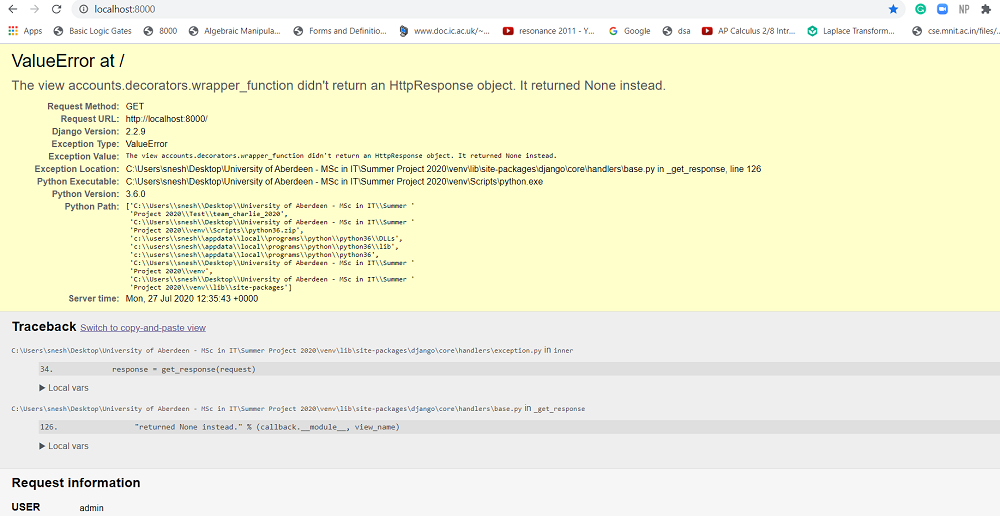 localhost:8000
NP
Apps Basic Logic Gates 8000 Algebraic Manipula... Forms and Definitio... www.doc.ic.ac.uk/~... resonance 2011 - Y... Google dsa AP Calculus 2/8 Intr... Laplace Transform... cse.mnit.ac.in/files/...
ValueError at /
The view accounts.decorators.wrapper_function didn't return an HttpResponse object. It returned None instead.
Request Method: GET
Request URL: http://localhost:8000/
Django Version: 2.2.9
Exception Type: ValueError
Exception Value: The view accounts.decorators.wrapper_function didn't return an HttpResponse object. It returned None instead.
Exception Location: C:\Users\snesh\Desktop\University of Aberdeen - MSc in IT\Summer Project 2020\venv\lib\site-packages\django\core\handlers\base.py in _get_response, line 126
Python Executable: C:\Users\snesh\Desktop\University of Aberdeen - MSc in IT\Summer Project 2020\venv\Scripts\python.exe
Python Version: 3.6.0
Python Path: ['C:\\Users\\snesh\\Desktop\\University of Aberdeen - MSc in IT\\Summer '
'Project 2020\\Test\\team_charlie_2020',
'C:\\Users\\snesh\\Desktop\\University of Aberdeen - MSc in IT\\Summer '
'Project 2020\\venv\\Scripts\\python36.zip',
'c:\\users\\snesh\\appdata\\local\\programs\\python\\python36\\DLLs',
'c:\\users\\snesh\\appdata\\local\\programs\\python\\python36\\lib',
'c:\\users\\snesh\\appdata\\local\\programs\\python\\python36',
'C:\\Users\\snesh\\Desktop\\University of Aberdeen - MSc in IT\\Summer '
'Project 2020\\venv',
'C:\\Users\\snesh\\Desktop\\University of Aberdeen - MSc in IT\\Summer '
'Project 2020\\venv\\lib\\site-packages']
Server time: Mon, 27 Jul 2020 12:35:43 +0000
Traceback Switch to copy-and-paste view
C:\Users\snesh\Desktop\University of Aberdeen - MSc in IT\Summer Project 2020\venv\lib\site-packages\django\core\handlers\exception.py in inner
34. response = get_response(request)
▶ Local vars
C:\Users\snesh\Desktop\University of Aberdeen - MSc in IT\Summer Project 2020\venv\lib\site-packages\django\core\handlers\base.py in _get_response
126. "returned None instead." % (callback.__module__, view_name)
▶ Local vars
Request information
USER admin